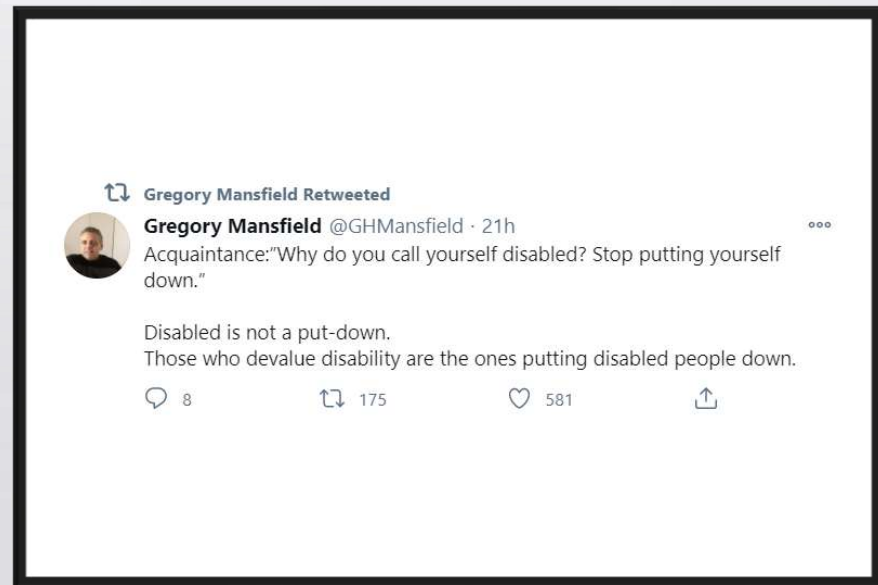 Gregory Mansfield Retweeted
Gregory Mansfield @GHMansfield · 21h
Acquaintance:"Why do you call yourself disabled? Stop putting yourself
down."
Disabled is not a put-down.
Those who devalue disability are the ones putting disabled people down.
8 175 581